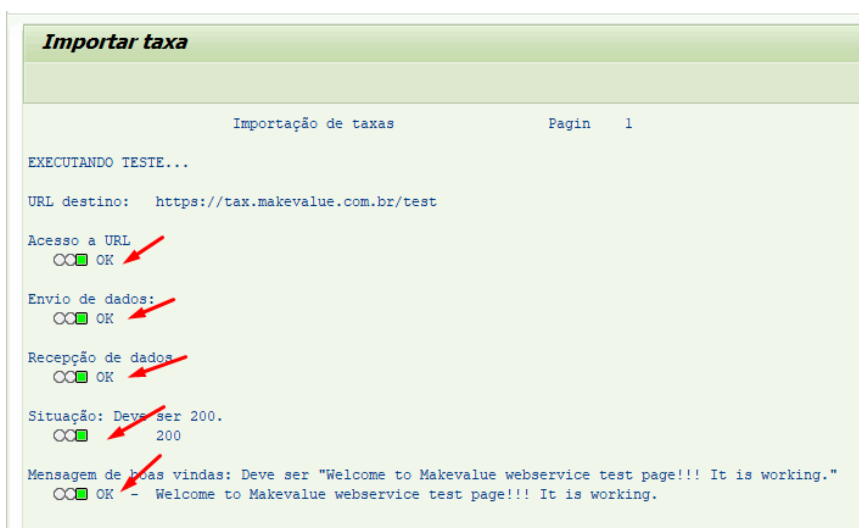 Importar taxa
Importação de taxas Pagin 1
EXECUTANDO TESTE...
URL destino: https://tax.makevalue.com.br/test
Acesso a URL
OK
Envio de dados:
OK
Recepção de dados
OK
Situação: Deve ser 200.
200
Mensagem de boas vindas: Deve ser "Welcome to Makevalue webservice test page!!! It is working."
OK - Welcome to Makevalue webservice test page!!! It is working.